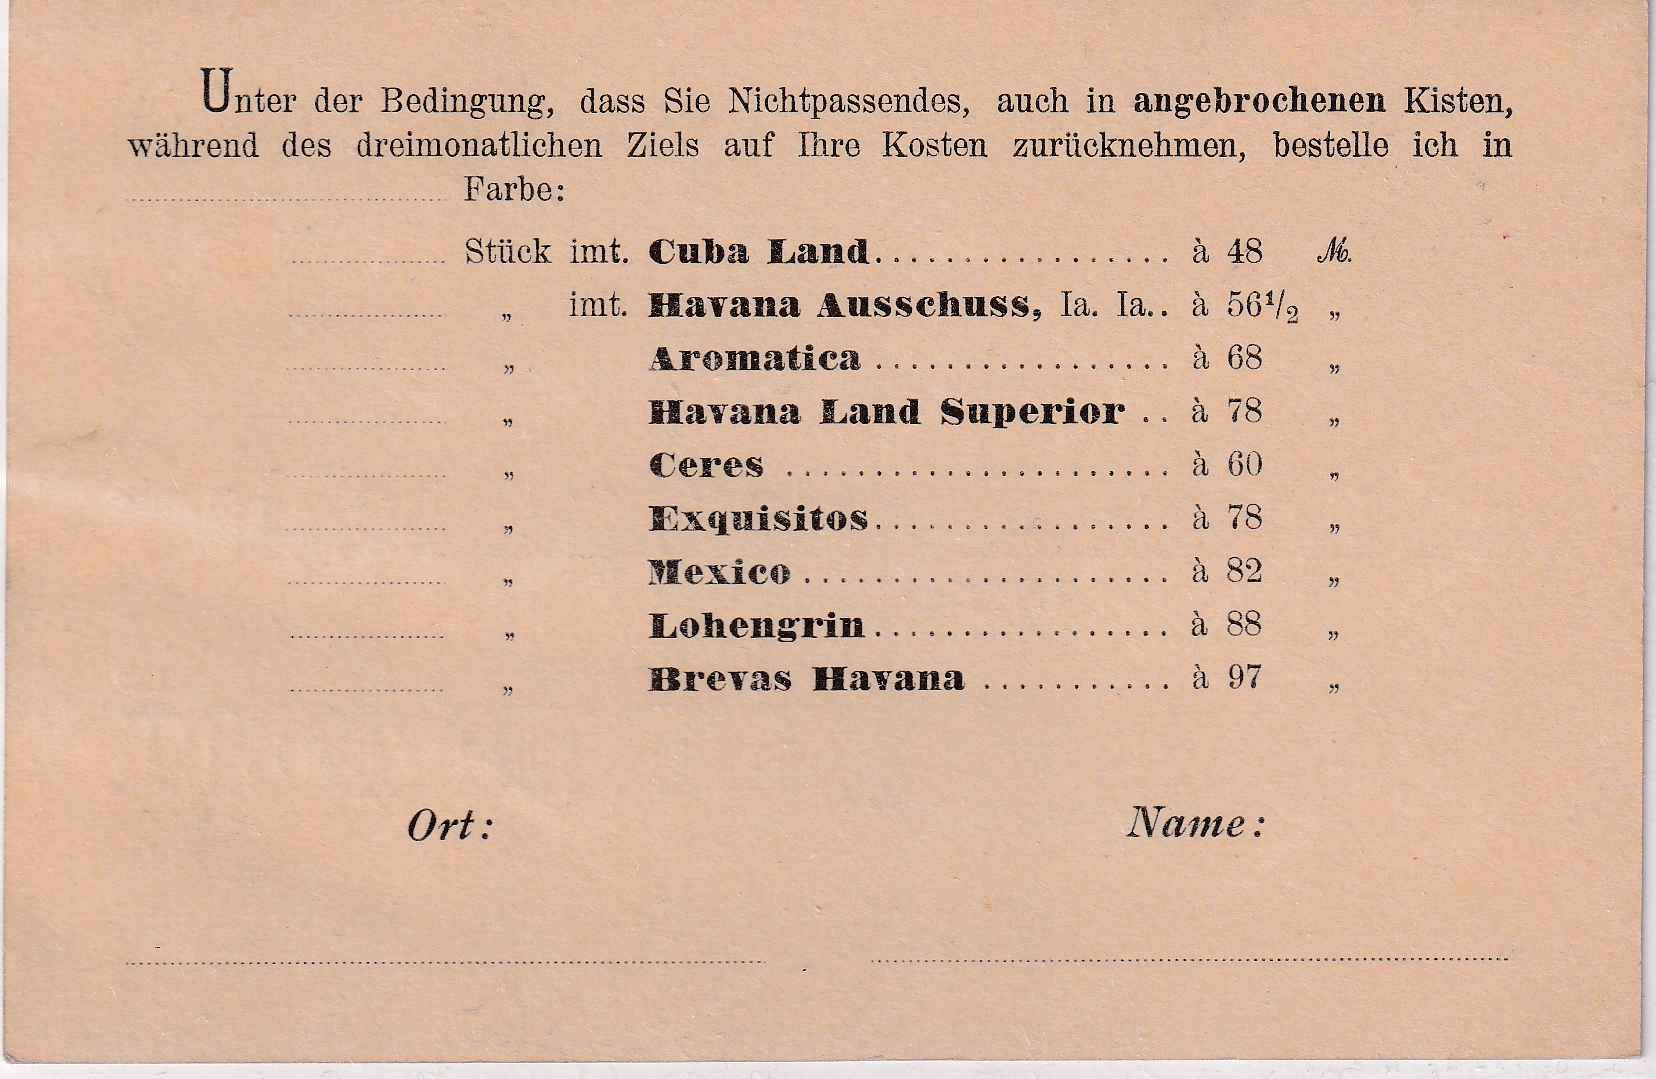 Unter der Bedingung, dass Sie Nichtpassendes, auch in angebrochenen Kisten,
während des dreimonatlichen Ziels auf Ihre Kosten zurücknehmen, bestelle ich in
.................... Farbe:
.......... Stück imt. Cuba Land................. à 48 ℳ.
.......... „ imt. Havana Ausschuss, Ia. Ia.. à 56¹/₂ „
.......... „ Aromatica ................. à 68 „
.......... „ Havana Land Superior .. à 78 „
.......... „ Ceres ...................... à 60 „
.......... „ Exquisitos................. à 78 „
.......... „ Mexico ..................... à 82 „
.......... „ Lohengrin................. à 88 „
.......... „ Brevas Havana ........... à 97 „
Ort: Name: